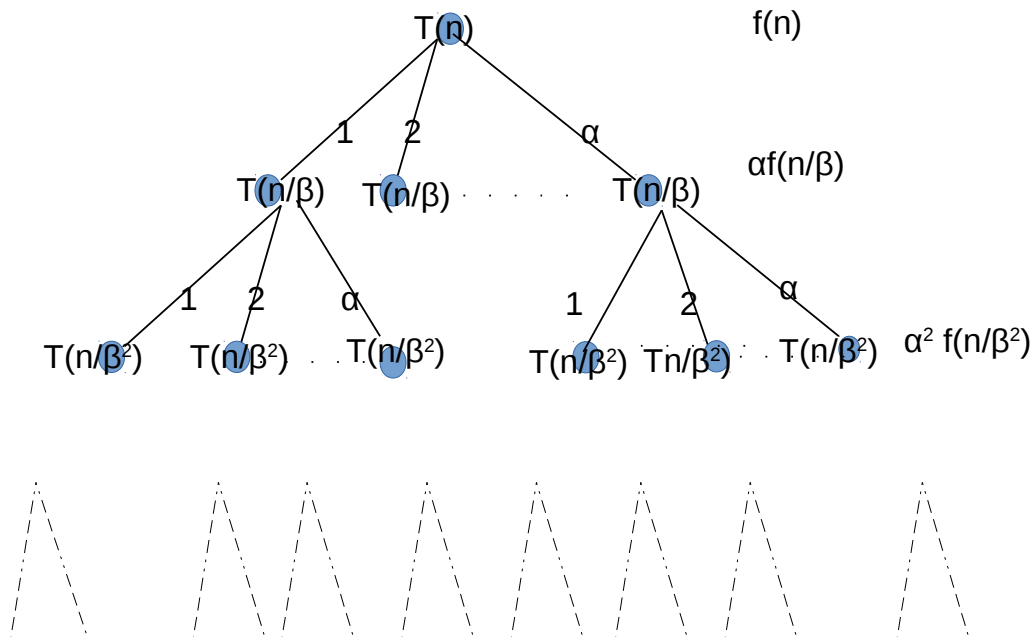 T(n) f(n)
1 2 α
αf(n/β)
T(n/β) T(n/β) . . . . . T(n/β)
1 2 α 1 2 α
T(n/β²) T(n/β²) . . . T(n/β²) T(n/β²) Tn/β²) . . . T(n/β²) α² f(n/β²)